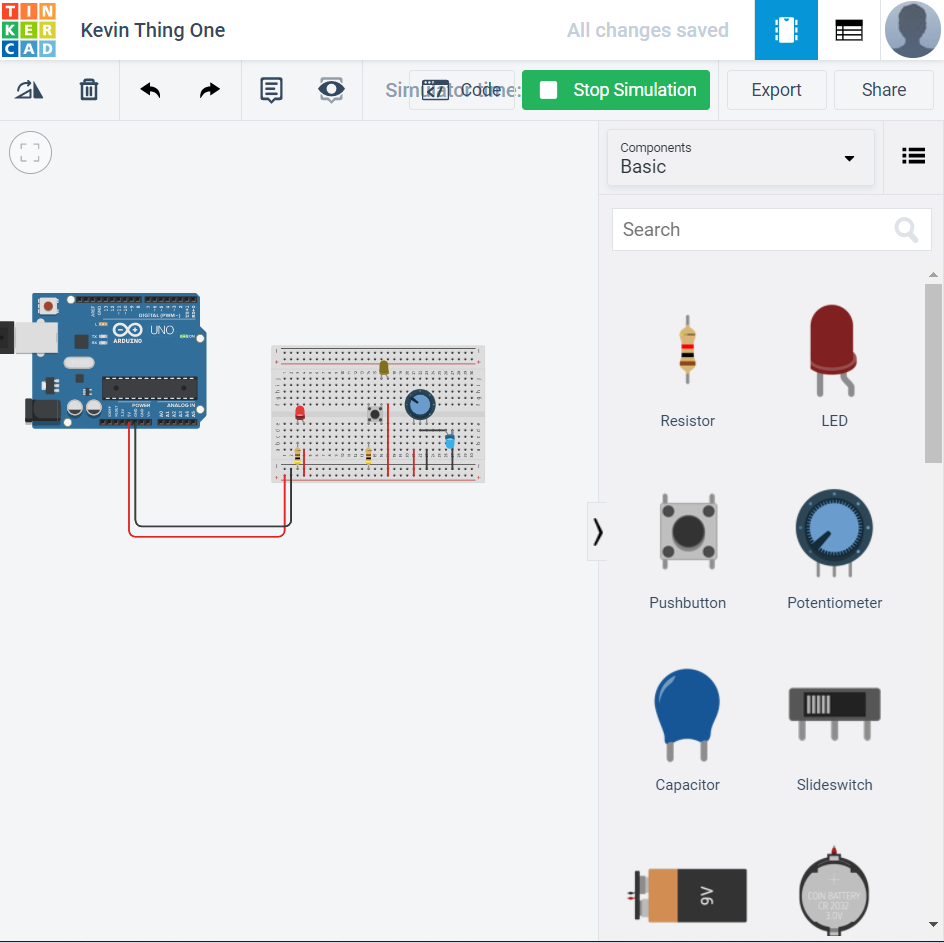 TIN
KER
CAD
Kevin Thing One
All changes saved
Simulator time:
Code
Stop Simulation
Export
Share
Components
Basic
Search
Resistor
LED
Pushbutton
Potentiometer
Capacitor
Slideswitch
9V
COIN BATTERY
CR 2032
3.0V
DIGITAL (PWM~)
UNO
ARDUINO
POWER
ANALOG IN